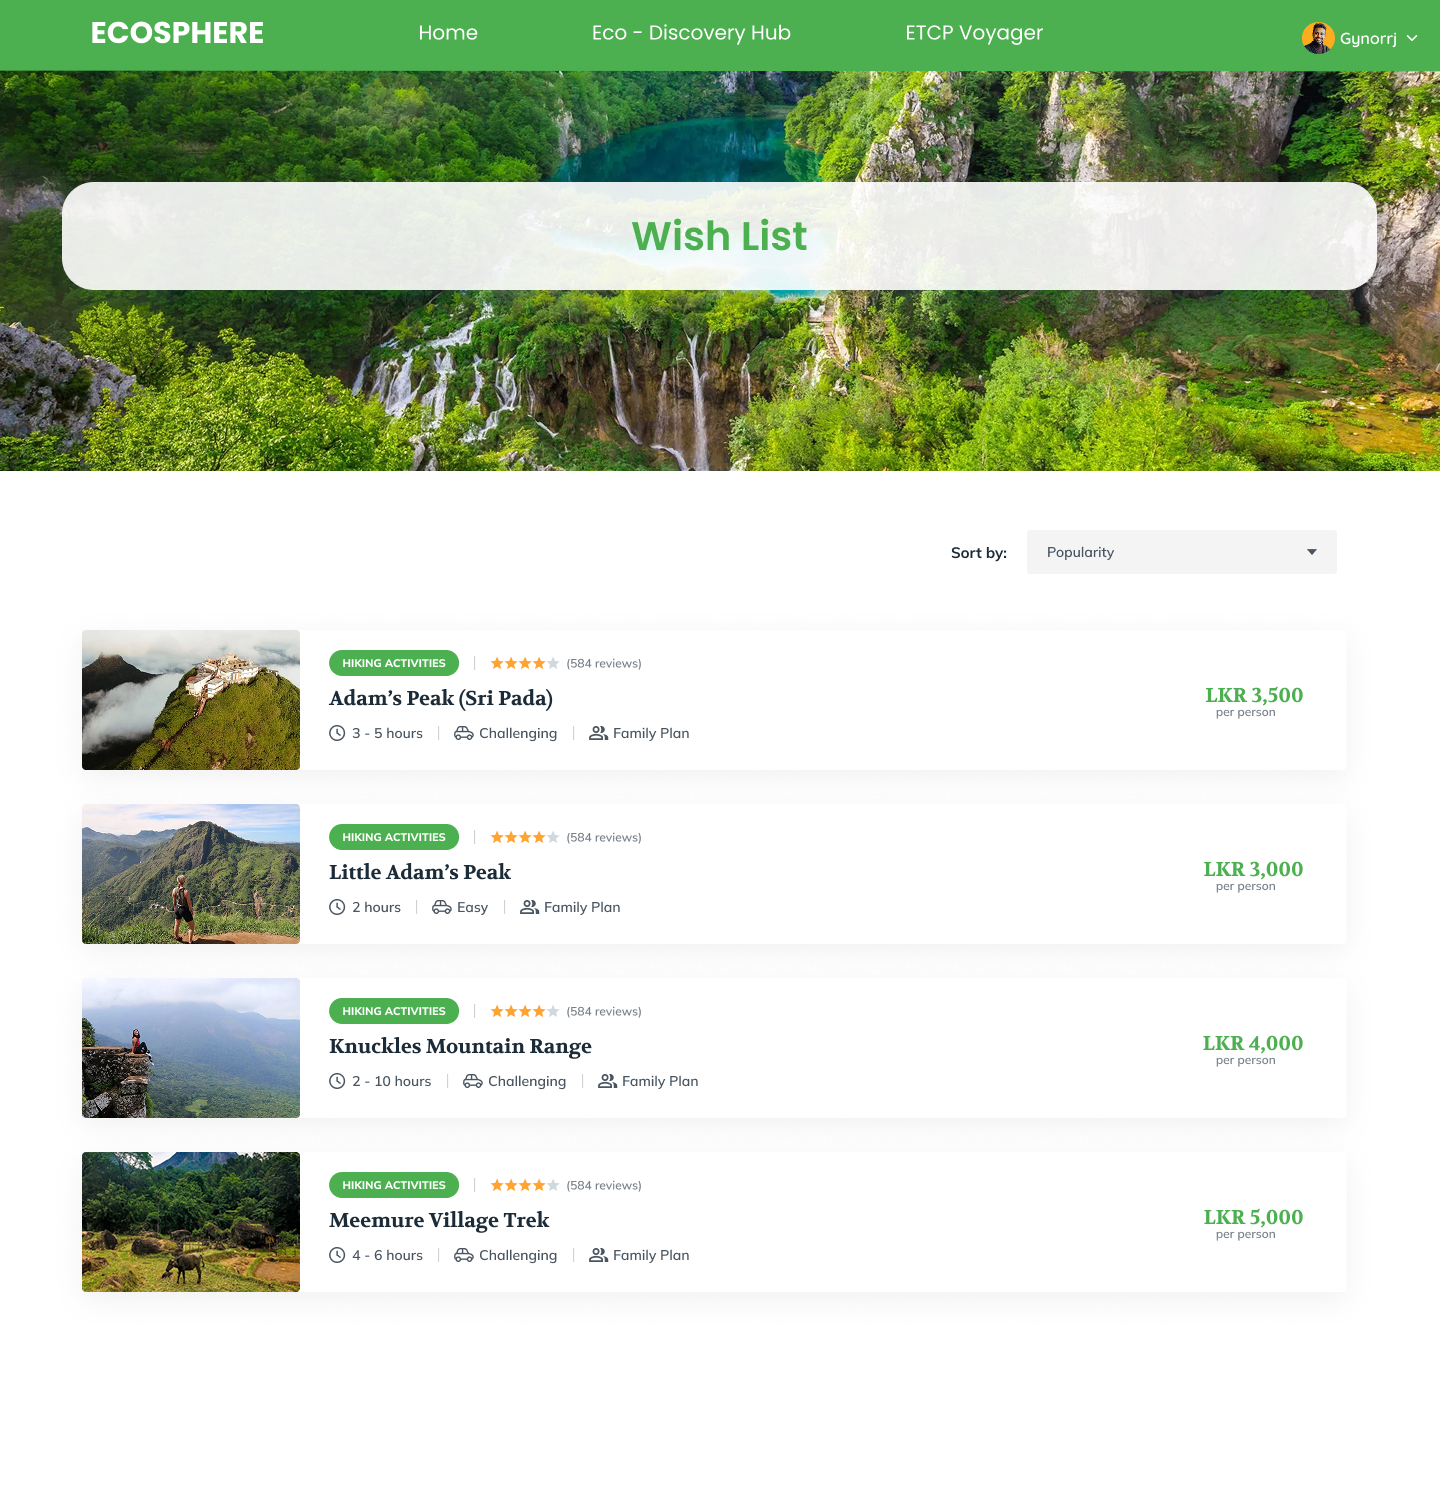 ECOSPHERE
Home
Eco - Discovery Hub
ETCP Voyager
Gynorrj
Wish List
Sort by:
Popularity
HIKING ACTIVITIES
(584 reviews)
Adam’s Peak (Sri Pada)
3 - 5 hours
Challenging
Family Plan
LKR 3,500
per person
HIKING ACTIVITIES
(584 reviews)
Little Adam’s Peak
2 hours
Easy
Family Plan
LKR 3,000
per person
HIKING ACTIVITIES
(584 reviews)
Knuckles Mountain Range
2 - 10 hours
Challenging
Family Plan
LKR 4,000
per person
HIKING ACTIVITIES
(584 reviews)
Meemure Village Trek
4 - 6 hours
Challenging
Family Plan
LKR 5,000
per person